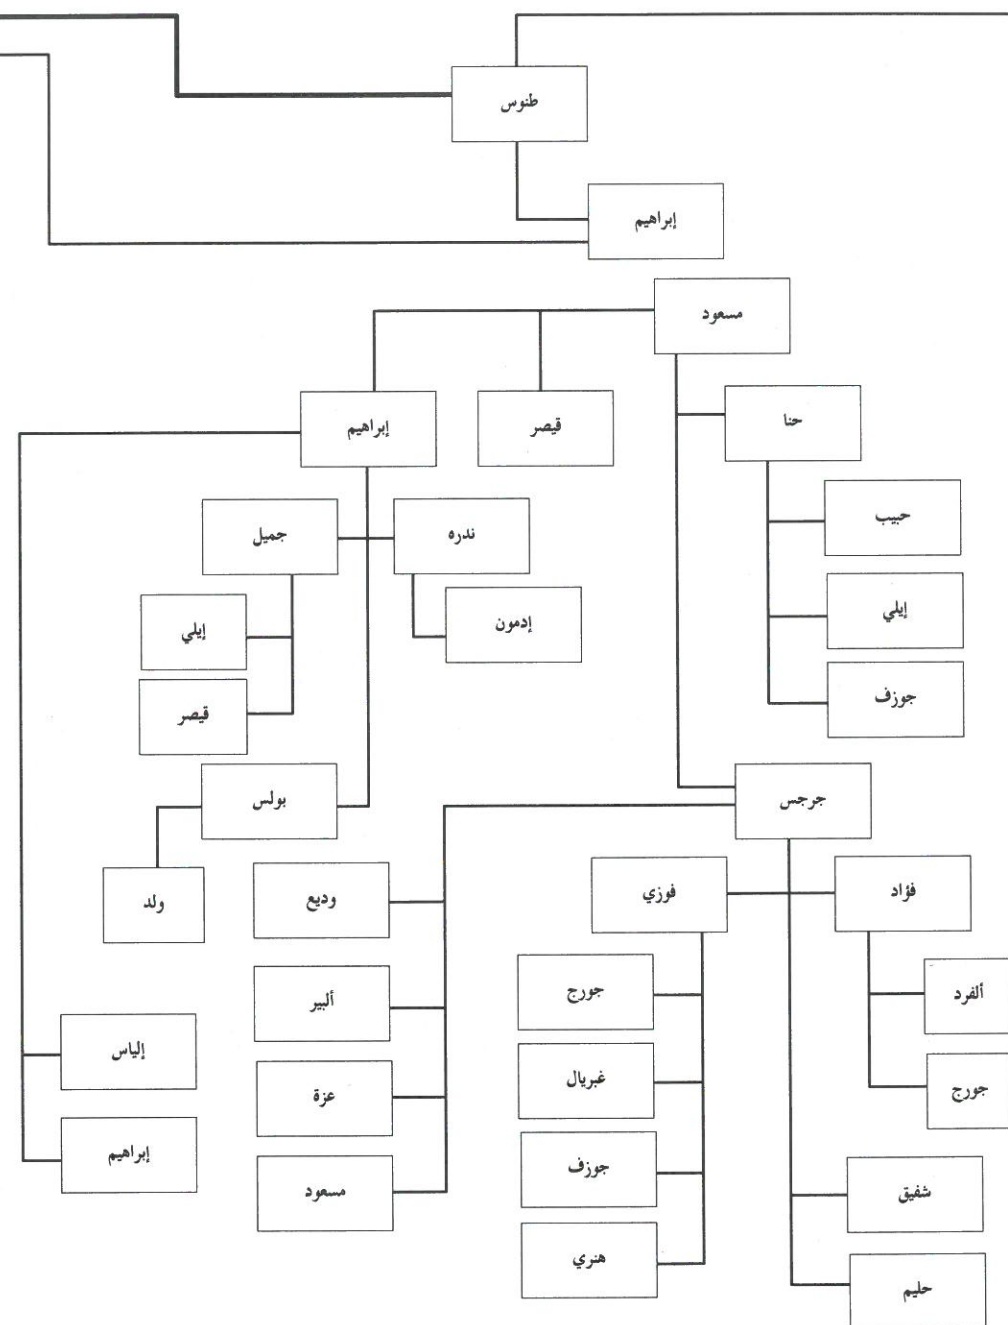 طنوس
إبراهيم
مسعود
حنا
قيصر
إبراهيم
حبيب
ندره
جميل
إيلي
إدمون
إيلي
جوزف
قيصر
جرجس
بولس
فؤاد
فوزي
وديع
ولد
ألفرد
جورج
ألبير
إلياس
جورج
غبريال
عزة
إبراهيم
جوزف
شفيق
مسعود
هنري
حليم